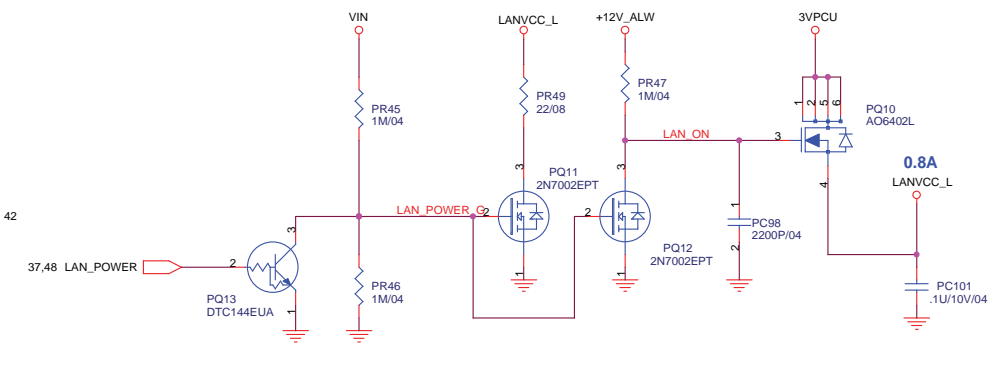 VIN
LANVCC_L
+12V_ALW
3VPCU
PR45
1M/04
PR49
22/08
PR47
1M/04
1
2
5
6
PQ10
AO6402L
LAN_ON
3
4
0.8A
LANVCC_L
3
PQ11
2N7002EPT
3
42
LAN_POWER_G
2
2
1
PC98
2200P/04
2
3
1
1
PQ12
2N7002EPT
37,48 LAN_POWER
2
PQ13
DTC144EUA
1
PR46
1M/04
PC101
.1U/10V/04